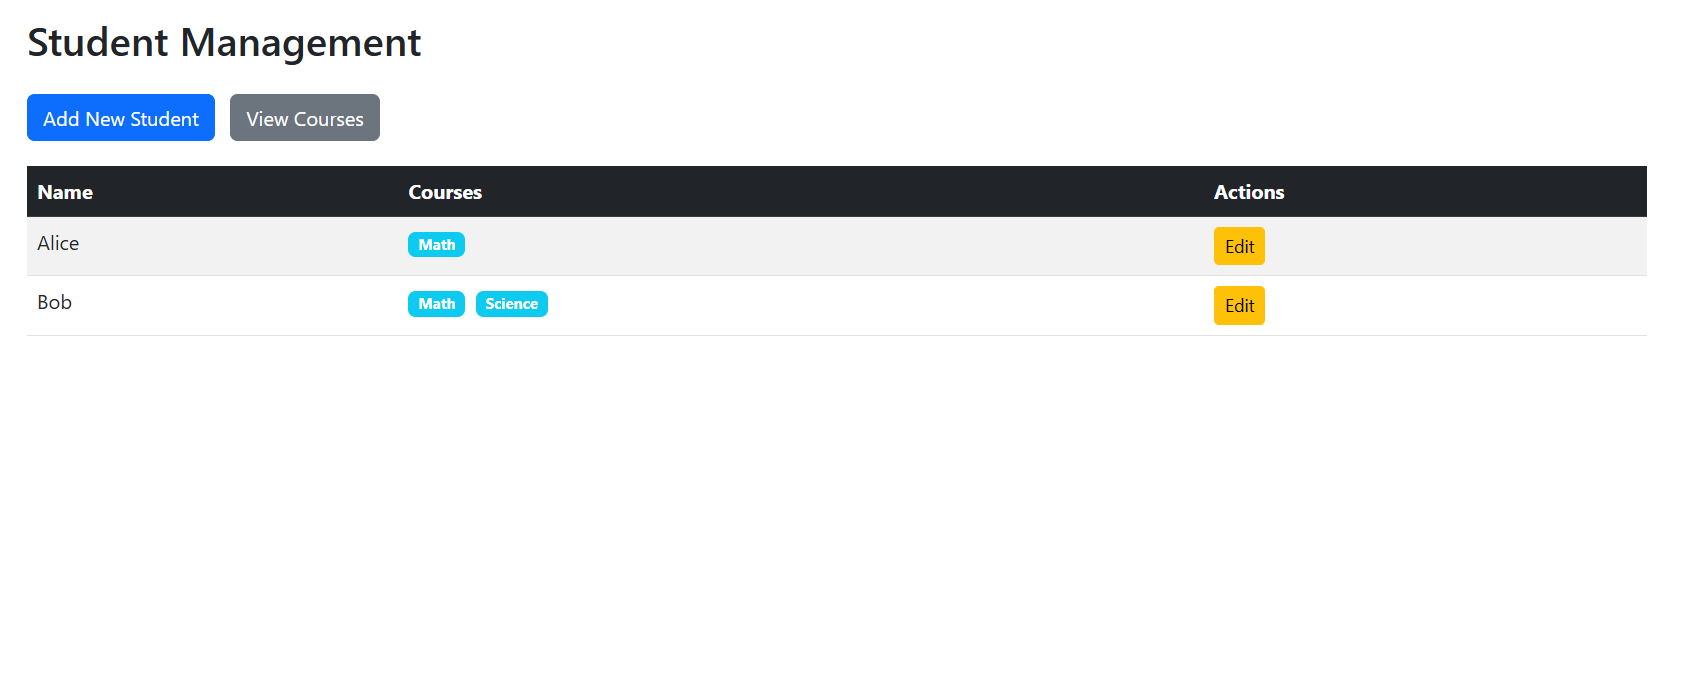 Student Management
Add New Student View Courses
Name Courses Actions
Alice Math Edit
Bob Math Science Edit